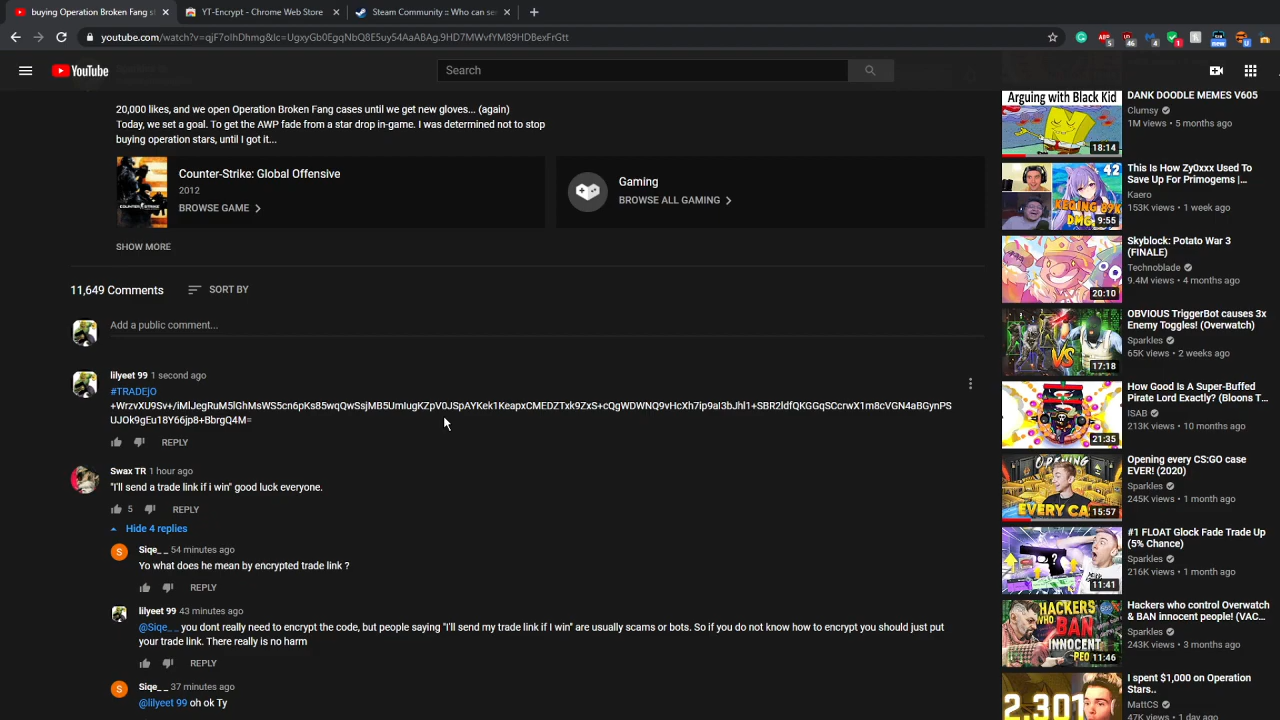 buying Operation Broken Fang s
YT-Encrypt - Chrome Web Store
Steam Community :: Who can se
youtube.com/watch?v=qjF7olhDhmg&lc=UgxyGb0EgqNbQ8E5uy54AaABAg.9HD7MWvfYM89HDBexFrGtt
YouTube
Search
20,000 likes, and we open Operation Broken Fang cases until we get new gloves... (again)
Today, we set a goal. To get the AWP fade from a star drop in-game. I was determined not to stop
buying operation stars, until I got it...
Counter-Strike: Global Offensive
2012
BROWSE GAME
Gaming
BROWSE ALL GAMING
SHOW MORE
11,649 Comments
SORT BY
Add a public comment...
lilyeet 99 1 second ago
#TRADEjO
+WrzvXU9Sv+/iMlJegRuM5lGhMsWS5cn6pKs85wqQwSsjMB5UmlugKZpV0JSpAYKek1KeapxCMEDZTxk9ZxS+cQgWDWNQ9vHcXh7ip9aI3bJhl1+SBR2ldfQKGGqSCcrwX1m8cVGN4aBGynPS
UJOk9gEu18Y66jp8+BbrgQ4M=
REPLY
Swax TR 1 hour ago
"I'll send a trade link if i win" good luck everyone.
5
REPLY
Hide 4 replies
S
Siqe_ _ 54 minutes ago
Yo what does he mean by encrypted trade link ?
REPLY
lilyeet 99 43 minutes ago
@Siqe_ _ you dont really need to encrypt the code, but people saying "I'll send my trade link if I win" are usually scams or bots. So if you do not know how to encrypt you should just put
your trade link. There really is no harm
REPLY
S
Siqe_ _ 37 minutes ago
@lilyeet 99 oh ok Ty
Arguing with Black Kid
18:14
DANK DOODLE MEMES V605
Clumsy
1M views • 5 months ago
42
KEQING 89K
9:55
This Is How Zy0xxx Used To
Save Up For Primogems |...
Kaero
153K views • 1 week ago
20:10
Skyblock: Potato War 3
(FINALE)
Technoblade
9.4M views • 4 months ago
VS
17:18
OBVIOUS TriggerBot causes 3x
Enemy Toggles! (Overwatch)
Sparkles
65K views • 2 weeks ago
21:35
How Good Is A Super-Buffed
Pirate Lord Exactly? (Bloons T...
ISAB
213K views • 10 months ago
OPENING
EVERY CA
15:57
Opening every CS:GO case
EVER! (2020)
Sparkles
245K views • 1 month ago
11:41
#1 FLOAT Glock Fade Trade Up
(5% Chance)
Sparkles
216K views • 1 month ago
HACKERS
WHO BAN
INNOCENT
PEO
11:46
Hackers who control Overwatch
& BAN innocent people! (VAC...
Sparkles
243K views • 3 months ago
2,301
I spent $1,000 on Operation
Stars..
MattCS
47K views • 1 day ago